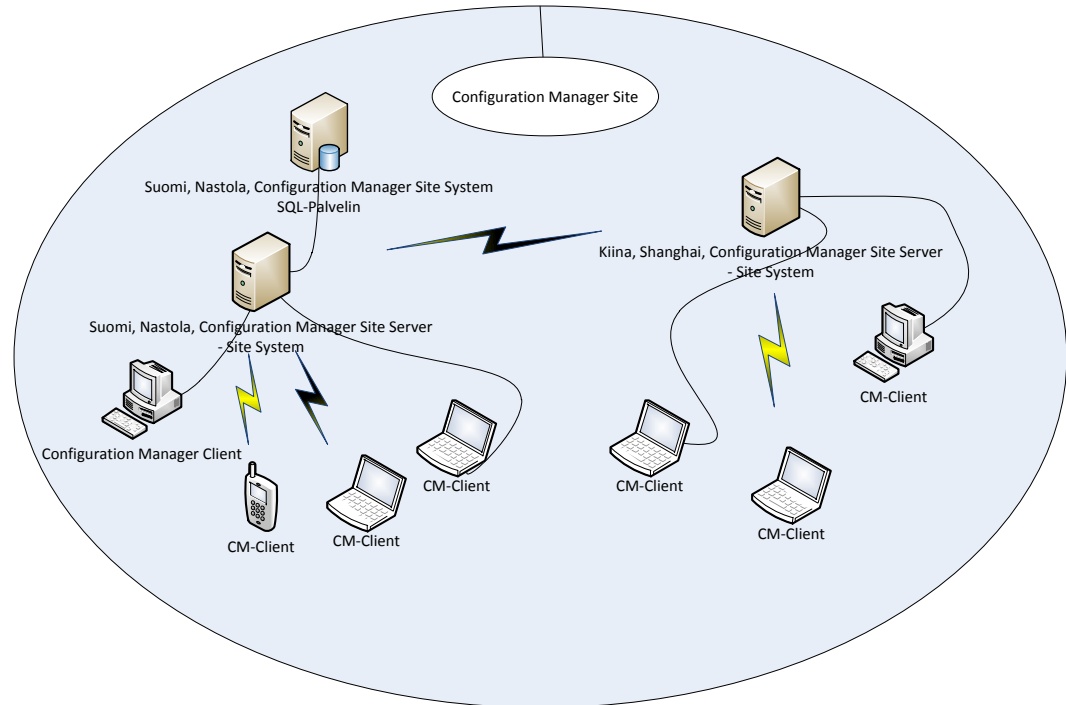 Configuration Manager Site
Suomi, Nastola, Configuration Manager Site System
SQL-Palvelin
Kiina, Shanghai, Configuration Manager Site Server
- Site System
Suomi, Nastola, Configuration Manager Site Server
- Site System
CM-Client
Configuration Manager Client
CM-Client
CM-Client
CM-Client
CM-Client
CM-Client